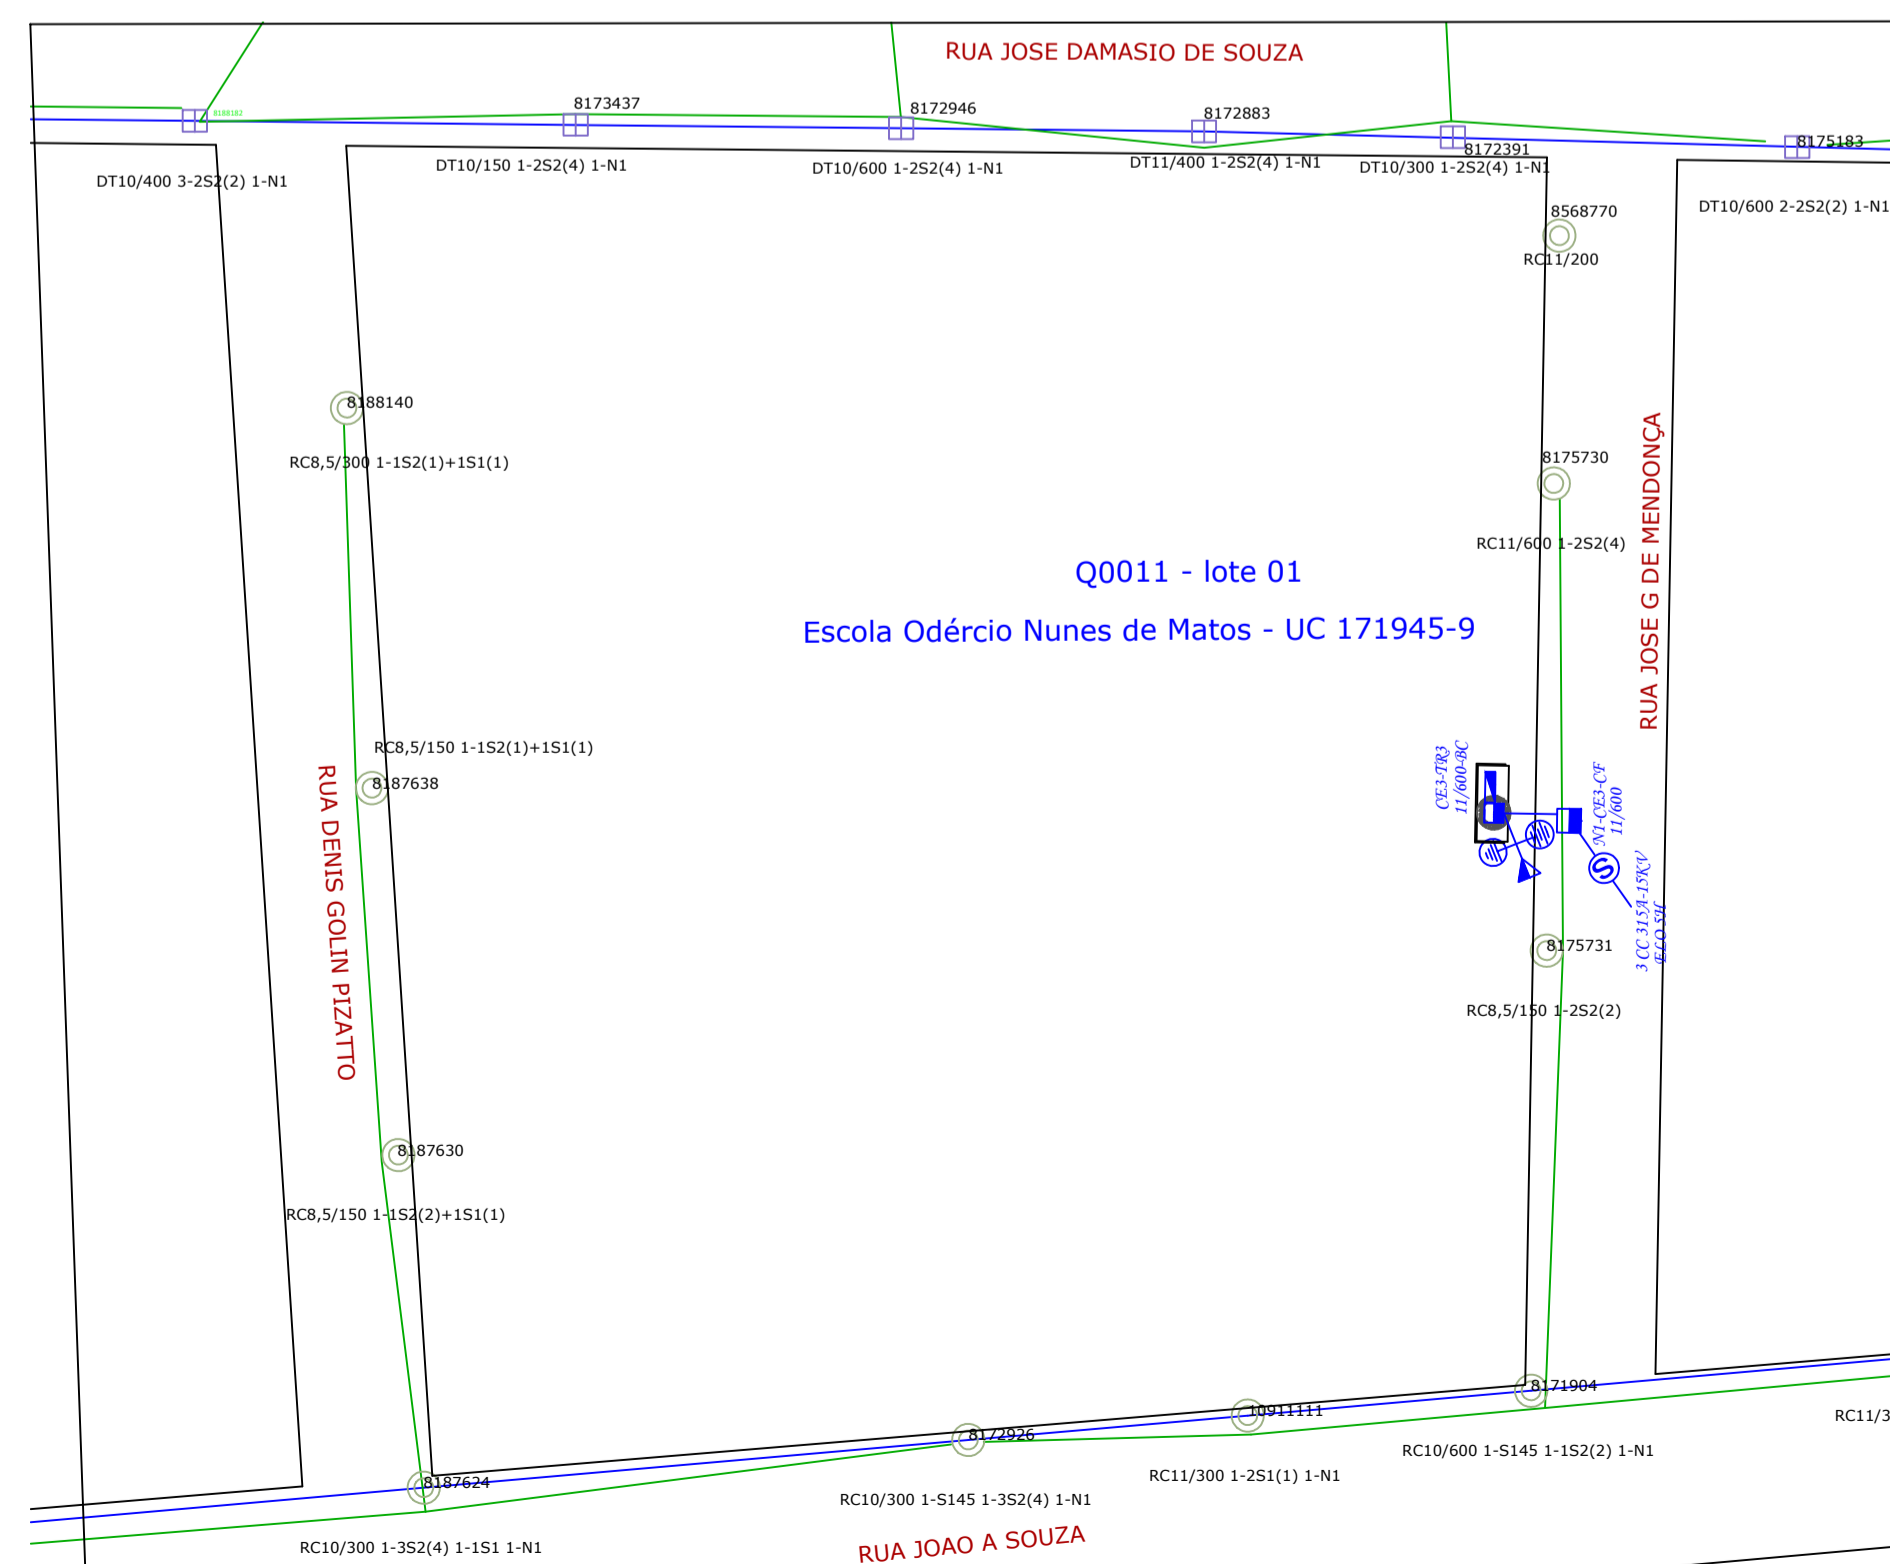 RUA JOSE DAMASIO DE SOUZA
8188182
8173437
8172946
8172883
8172391
8175183
DT10/400 3-2S2(2) 1-N1
DT10/150 1-2S2(4) 1-N1
DT10/600 1-2S2(4) 1-N1
DT11/400 1-2S2(4) 1-N1
DT10/300 1-2S2(4) 1-N1
DT10/600 2-2S2(2) 1-N1
8568770
RC11/200
8188140
RC8,5/300 1-1S2(1)+1S1(1)
8175730
RC11/600 1-2S2(4)
RUA JOSE G DE MENDONÇA
Q0011 - lote 01
Escola Odércio Nunes de Matos - UC 171945-9
RC8,5/150 1-1S2(1)+1S1(1)
8187638
RUA DENIS GOLIN PIZATTO
CE3-TR3
11/600-BC
N1-CE3-CF
11/600
S
3 CC 315A-15KV
ELO 5H
8175731
RC8,5/150 1-2S2(2)
8187630
RC8,5/150 1-1S2(2)+1S1(1)
8171904
10911111
8172926
8187624
RC11/3
RC10/600 1-S145 1-1S2(2) 1-N1
RC11/300 1-2S1(1) 1-N1
RC10/300 1-S145 1-3S2(4) 1-N1
RC10/300 1-3S2(4) 1-1S1 1-N1
RUA JOAO A SOUZA